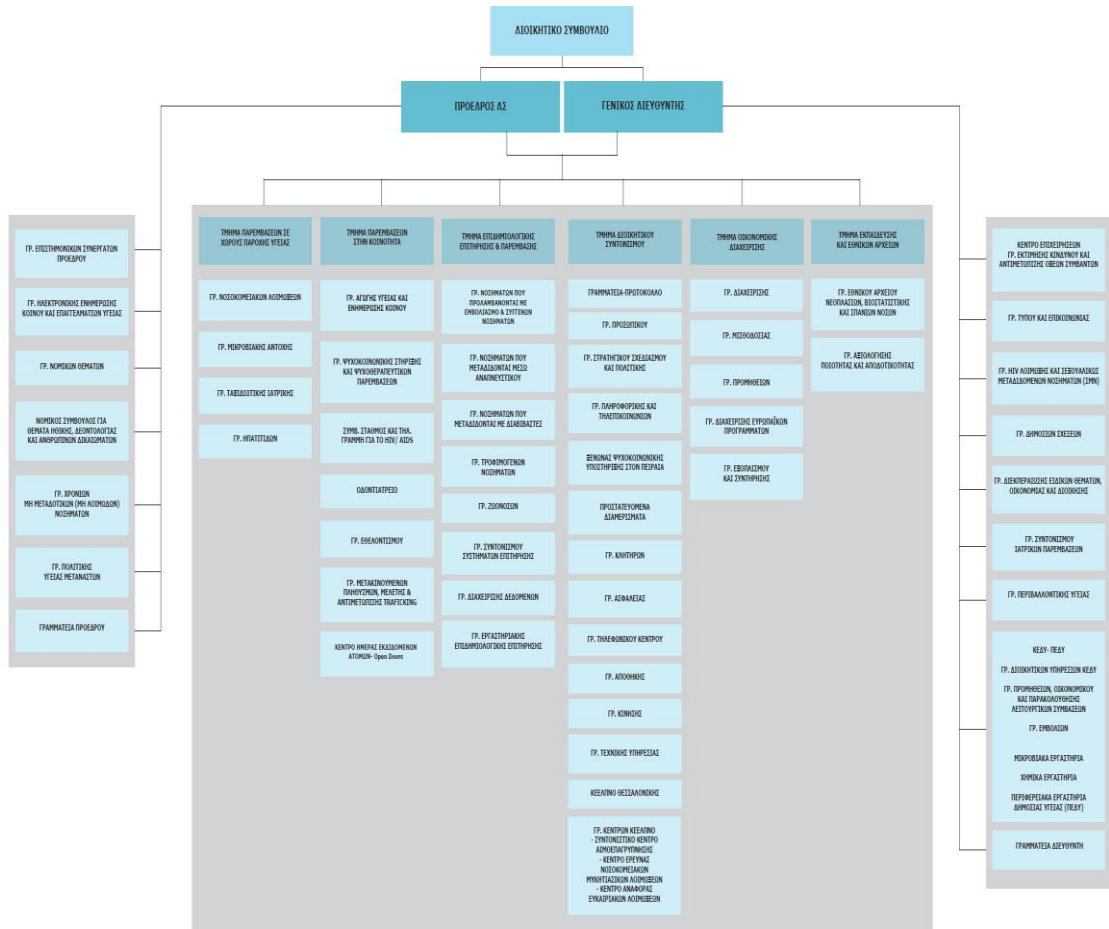 ΔΙΟΙΚΗΤΙΚΟ ΣΥΜΒΟΥΛΙΟ
ΠΡΟΕΔΡΟΣ ΔΣ
ΓΕΝΙΚΟΣ ΔΙΕΥΘΥΝΤΗΣ
ΓΡ. ΕΠΙΣΤΗΜΟΝΙΚΩΝ ΣΥΝΕΡΓΑΤΩΝ
ΠΡΟΕΔΡΟΥ
ΓΡ. ΗΛΕΚΤΡΟΝΙΚΗΣ ΕΝΗΜΕΡΩΣΗΣ
ΚΟΙΝΟΥ ΚΑΙ ΕΠΑΓΓΕΛΜΑΤΙΩΝ ΥΓΕΙΑΣ
ΓΡ. ΝΟΜΙΚΩΝ ΘΕΜΑΤΩΝ
ΝΟΜΙΚΟΣ ΣΥΜΒΟΥΛΟΣ ΓΙΑ
ΘΕΜΑΤΑ ΗΘΙΚΗΣ, ΔΕΟΝΤΟΛΟΓΙΑΣ
ΚΑΙ ΑΝΘΡΩΠΙΝΩΝ ΔΙΚΑΙΩΜΑΤΩΝ
ΓΡ. ΧΡΟΝΙΩΝ
ΜΗ ΜΕΤΑΔΟΤΙΚΩΝ (ΜΗ ΛΟΙΜΩΔΩΝ)
ΝΟΣΗΜΑΤΩΝ
ΓΡ. ΠΟΛΙΤΙΚΗΣ
ΥΓΕΙΑΣ ΜΕΤΑΝΑΣΤΩΝ
ΓΡΑΜΜΑΤΕΙΑ ΠΡΟΕΔΡΟΥ
ΤΜΗΜΑ ΠΑΡΕΜΒΑΣΕΩΝ ΣΕ
ΧΩΡΟΥΣ ΠΑΡΟΧΗΣ ΥΓΕΙΑΣ
ΓΡ. ΝΟΣΟΚΟΜΕΙΑΚΩΝ ΛΟΙΜΩΞΕΩΝ
ΓΡ. ΜΙΚΡΟΒΙΑΚΗΣ ΑΝΤΟΧΗΣ
ΓΡ. ΤΑΞΙΔΙΩΤΙΚΗΣ ΙΑΤΡΙΚΗΣ
ΓΡ. ΗΠΑΤΙΤΙΔΩΝ
ΤΜΗΜΑ ΠΑΡΕΜΒΑΣΕΩΝ
ΣΤΗΝ ΚΟΙΝΟΤΗΤΑ
ΓΡ. ΑΓΩΓΗΣ ΥΓΕΙΑΣ ΚΑΙ
ΕΝΗΜΕΡΩΣΗΣ ΚΟΙΝΟΥ
ΓΡ. ΨΥΧΟΚΟΙΝΩΝΙΚΗΣ ΣΤΗΡΙΞΗΣ
ΚΑΙ ΨΥΧΟΘΕΡΑΠΕΥΤΙΚΩΝ
ΠΑΡΕΜΒΑΣΕΩΝ
ΣΥΜΒ. ΣΤΑΘΜΟΣ ΚΑΙ ΤΗΛ.
ΓΡΑΜΜΗ ΓΙΑ ΤΟ HIV/ AIDS
ΟΔΟΝΤΙΑΤΡΕΙΟ
ΓΡ. ΕΘΕΛΟΝΤΙΣΜΟΥ
ΓΡ. ΜΕΤΑΚΙΝΟΥΜΕΝΩΝ
ΠΛΗΘΥΣΜΩΝ, ΜΕΛΕΤΗΣ &
ΑΝΤΙΜΕΤΩΠΙΣΗΣ TRAFICKING
ΚΕΝΤΡΟ ΗΜΕΡΑΣ ΕΚΔΙΔΟΜΕΝΩΝ
ΑΤΟΜΩΝ- Open Doors
ΤΜΗΜΑ ΕΠΙΔΗΜΙΟΛΟΓΙΚΗΣ
ΕΠΙΤΗΡΗΣΗΣ & ΠΑΡΕΜΒΑΣΗΣ
ΓΡ. ΝΟΣΗΜΑΤΩΝ ΠΟΥ
ΠΡΟΛΑΜΒΑΝΟΝΤΑΙ ΜΕ
ΕΜΒΟΛΙΑΣΜΟ & ΣΥΓΓΕΝΩΝ
ΝΟΣΗΜΑΤΩΝ
ΓΡ. ΝΟΣΗΜΑΤΩΝ ΠΟΥ
ΜΕΤΑΔΙΔΟΝΤΑΙ ΜΕΣΩ
ΑΝΑΠΝΕΥΣΤΙΚΟΥ
ΓΡ. ΝΟΣΗΜΑΤΩΝ ΠΟΥ
ΜΕΤΑΔΙΔΟΝΤΑΙ ΜΕ ΔΙΑΒΙΒΑΣΤΕΣ
ΓΡ. ΤΡΟΦΙΜΟΓΕΝΩΝ
ΝΟΣΗΜΑΤΩΝ
ΓΡ. ΖΩΟΝΟΣΩΝ
ΓΡ. ΣΥΝΤΟΝΙΣΜΟΥ
ΣΥΣΤΗΜΑΤΩΝ ΕΠΙΤΗΡΗΣΗΣ
ΓΡ. ΔΙΑΧΕΙΡΙΣΗΣ ΔΕΔΟΜΕΝΩΝ
ΓΡ. ΕΡΓΑΣΤΗΡΙΑΚΗΣ
ΕΠΙΔΗΜΙΟΛΟΓΙΚΗΣ ΕΠΙΤΗΡΗΣΗΣ
ΤΜΗΜΑ ΔΙΟΙΚΗΤΙΚΟΥ
ΣΥΝΤΟΝΙΣΜΟΥ
ΓΡΑΜΜΑΤΕΙΑ-ΠΡΩΤΟΚΟΛΛΟ
ΓΡ. ΠΡΟΣΩΠΙΚΟΥ
ΓΡ. ΣΤΡΑΤΗΓΙΚΟΥ ΣΧΕΔΙΑΣΜΟΥ
ΚΑΙ ΠΟΛΙΤΙΚΗΣ
ΓΡ. ΠΛΗΡΟΦΟΡΙΚΗΣ ΚΑΙ
ΤΗΛΕΠΙΚΟΙΝΩΝΙΩΝ
ΞΕΝΩΝΑΣ ΨΥΧΟΚΟΙΝΩΝΙΚΗΣ
ΥΠΟΣΤΗΡΙΞΗΣ ΣΤΟΝ ΠΕΙΡΑΙΑ
ΠΡΟΣΤΑΤΕΥΟΜΕΝΑ
ΔΙΑΜΕΡΙΣΜΑΤΑ
ΓΡ. ΚΛΗΤΗΡΩΝ
ΓΡ. ΑΣΦΑΛΕΙΑΣ
ΓΡ. ΤΗΛΕΦΩΝΙΚΟΥ ΚΕΝΤΡΟΥ
ΓΡ. ΑΠΟΘΗΚΗΣ
ΓΡ. ΚΙΝΗΣΗΣ
ΓΡ. ΤΕΧΝΙΚΗΣ ΥΠΗΡΕΣΙΑΣ
ΚΕΕΛΠΝΟ ΘΕΣΣΑΛΟΝΙΚΗΣ
ΓΡ. ΚΕΝΤΡΩΝ ΚΕΕΛΠΝΟ
- ΣΥΝΤΟΝΙΣΤΙΚΟ ΚΕΝΤΡΟ
ΑΙΜΟΕΠΑΓΡΥΠΝΗΣΗΣ
- ΚΕΝΤΡΟ ΕΡΕΥΝΑΣ
ΝΟΣΟΚΟΜΕΙΑΚΩΝ
ΜΥΚΗΤΙΑΣΙΚΩΝ ΛΟΙΜΩΞΕΩΝ
- ΚΕΝΤΡΟ ΑΝΑΦΟΡΑΣ
ΕΥΚΑΙΡΙΑΚΩΝ ΛΟΙΜΩΞΕΩΝ
ΤΜΗΜΑ ΟΙΚΟΝΟΜΙΚΗΣ
ΔΙΑΧΕΙΡΙΣΗΣ
ΓΡ. ΔΙΑΧΕΙΡΙΣΗΣ
ΓΡ. ΜΙΣΘΟΔΟΣΙΑΣ
ΓΡ. ΠΡΟΜΗΘΕΙΩΝ
ΓΡ. ΔΙΑΧΕΙΡΙΣΗΣ ΕΥΡΩΠΑΪΚΩΝ
ΠΡΟΓΡΑΜΜΑΤΩΝ
ΓΡ. ΕΞΟΠΛΙΣΜΟΥ
ΚΑΙ ΣΥΝΤΗΡΗΣΗΣ
ΤΜΗΜΑ ΕΚΠΑΙΔΕΥΣΗΣ
ΚΑΙ ΕΘΝΙΚΩΝ ΑΡΧΕΙΩΝ
ΓΡ. ΕΘΝΙΚΟΥ ΑΡΧΕΙΟΥ
ΝΕΟΠΛΑΣΙΩΝ, ΒΙΟΣΤΑΤΙΣΤΙΚΗΣ
ΚΑΙ ΣΠΑΝΙΩΝ ΝΟΣΩΝ
ΓΡ. ΑΞΙΟΛΟΓΗΣΗΣ
ΠΟΙΟΤΗΤΑΣ ΚΑΙ ΑΠΟΔΟΤΙΚΟΤΗΤΑΣ
ΚΕΝΤΡΟ ΕΠΙΧΕΙΡΗΣΕΩΝ
ΓΡ. ΕΚΤΙΜΗΣΗΣ ΚΙΝΔΥΝΟΥ ΚΑΙ
ΑΝΤΙΜΕΤΩΠΙΣΗΣ ΟΞΕΩΝ ΣΥΜΒΑΝΤΩΝ
ΓΡ. ΤΥΠΟΥ ΚΑΙ ΕΠΙΚΟΙΝΩΝΙΑΣ
ΓΡ. HIV ΛΟΙΜΩΞΗΣ ΚΑΙ ΣΕΞΟΥΑΛΙΚΩΣ
ΜΕΤΑΔΙΔΟΜΕΝΩΝ ΝΟΣΗΜΑΤΩΝ (ΣΜΝ)
ΓΡ. ΔΗΜΟΣΙΩΝ ΣΧΕΣΕΩΝ
ΓΡ. ΔΙΕΚΠΕΡΑΙΩΣΗΣ ΕΙΔΙΚΩΝ ΘΕΜΑΤΩΝ,
ΟΙΚΟΝΟΜΙΑΣ ΚΑΙ ΔΙΟΙΚΗΣΗΣ
ΓΡ. ΣΥΝΤΟΝΙΣΜΟΥ
ΙΑΤΡΙΚΩΝ ΠΑΡΕΜΒΑΣΕΩΝ
ΓΡ. ΠΕΡΙΒΑΛΛΟΝΤΙΚΗΣ ΥΓΕΙΑΣ
ΚΕΔΥ- ΠΕΔΥ
ΓΡ. ΔΙΟΙΚΗΤΙΚΩΝ ΥΠΗΡΕΣΙΩΝ ΚΕΔΥ
ΓΡ. ΠΡΟΜΗΘΕΙΩΝ, ΟΙΚΟΝΟΜΙΚΟΥ
ΚΑΙ ΠΑΡΑΚΟΛΟΥΘΗΣΗΣ
ΛΕΙΤΟΥΡΓΙΚΩΝ ΣΥΜΒΑΣΕΩΝ
ΓΡ. ΕΜΒΟΛΙΩΝ
ΜΙΚΡΟΒΙΑΚΑ ΕΡΓΑΣΤΗΡΙΑ
ΧΗΜΙΚΑ ΕΡΓΑΣΤΗΡΙΑ
ΠΕΡΙΦΕΡΕΙΑΚΑ ΕΡΓΑΣΤΗΡΙΑ
ΔΗΜΟΣΙΑΣ ΥΓΕΙΑΣ (ΠΕΔΥ)
ΓΡΑΜΜΑΤΕΙΑ ΔΙΕΥΘΥΝΤΗ